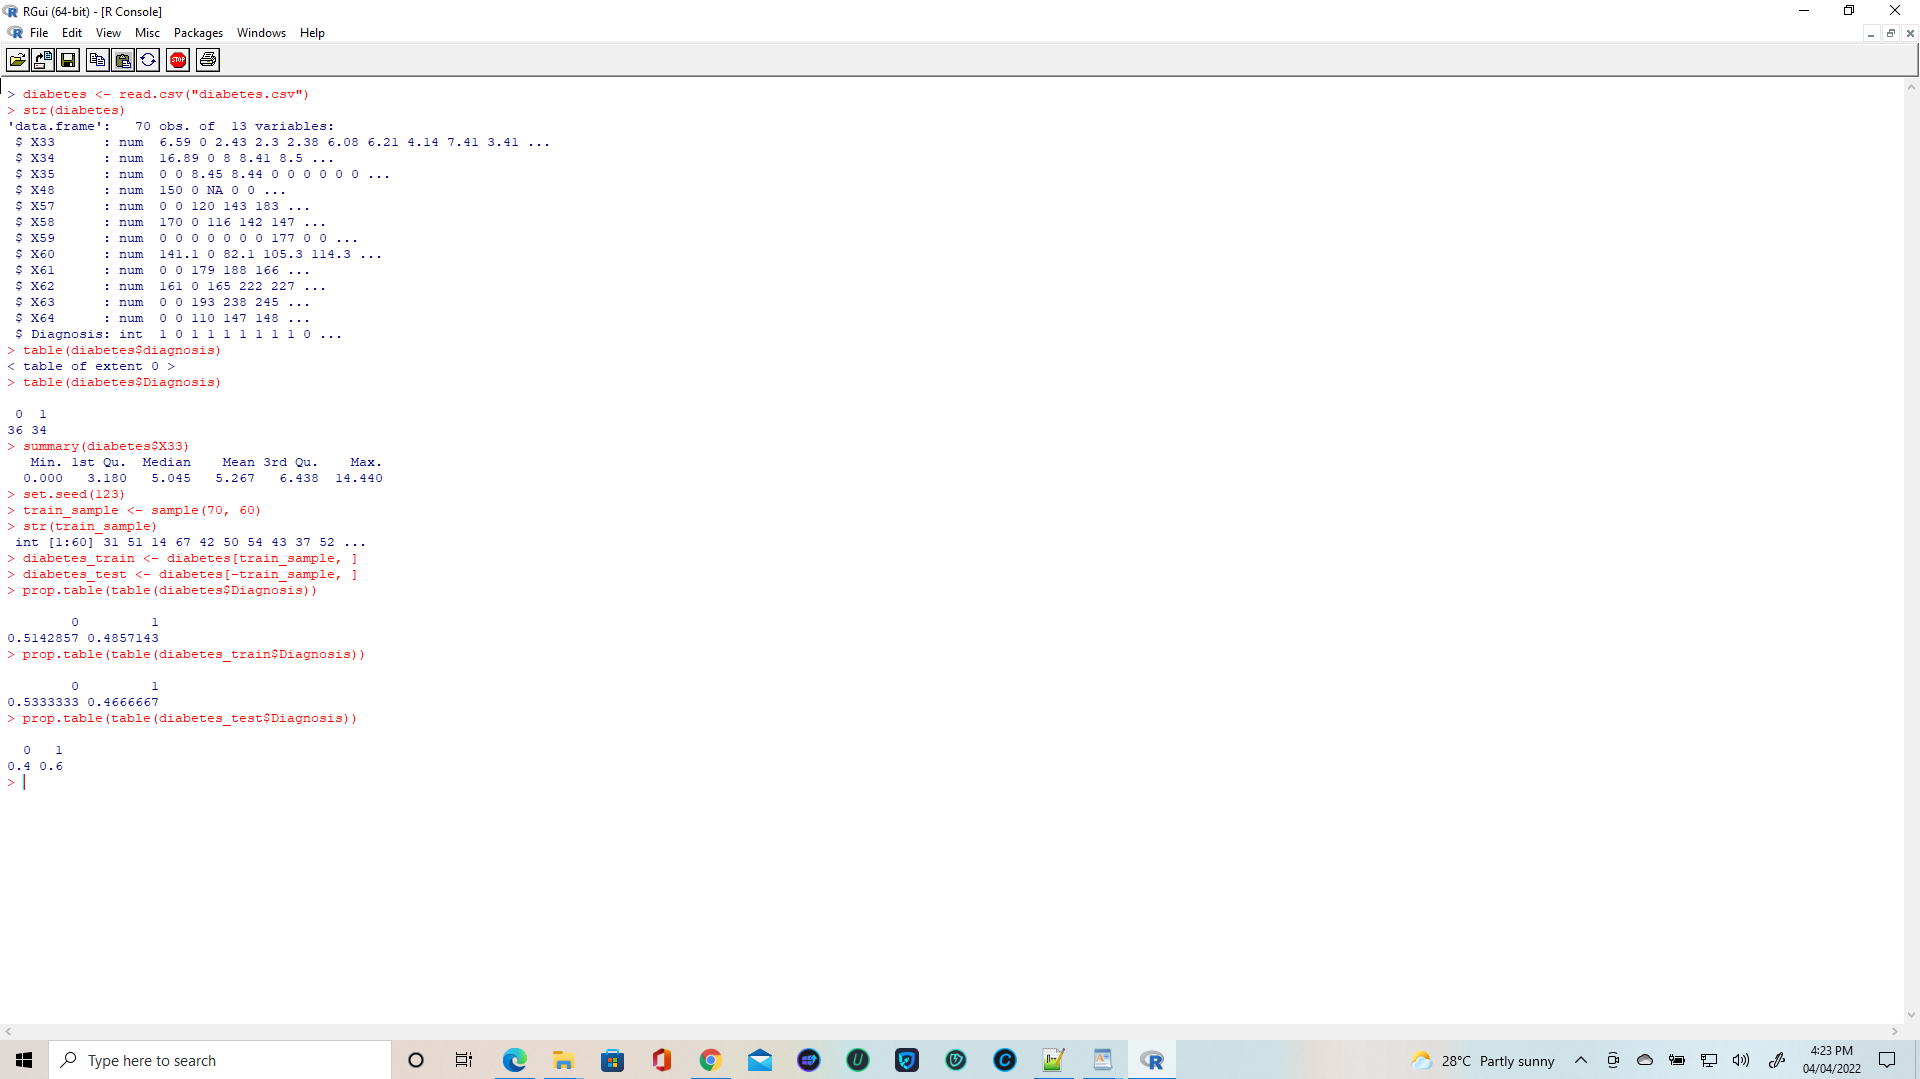 RGui (64-bit) - [R Console]
File Edit View Misc Packages Windows Help
STOP
> diabetes <- read.csv("diabetes.csv")
> str(diabetes)
'data.frame':   70 obs. of  13 variables:
 $ X33      : num  6.59 0 2.43 2.3 2.38 6.08 6.21 4.14 7.41 3.41 ...
 $ X34      : num  16.89 0 8 8.41 8.5 ...
 $ X35      : num  0 0 8.45 8.44 0 0 0 0 0 0 ...
 $ X48      : num  150 0 NA 0 0 ...
 $ X57      : num  0 0 120 143 183 ...
 $ X58      : num  170 0 116 142 147 ...
 $ X59      : num  0 0 0 0 0 0 0 177 0 0 ...
 $ X60      : num  141.1 0 82.1 105.3 114.3 ...
 $ X61      : num  0 0 179 188 166 ...
 $ X62      : num  161 0 165 222 227 ...
 $ X63      : num  0 0 193 238 245 ...
 $ X64      : num  0 0 110 147 148 ...
 $ Diagnosis: int  1 0 1 1 1 1 1 1 1 0 ...
> table(diabetes$diagnosis)
< table of extent 0 >
> table(diabetes$Diagnosis)
 0  1
36 34
> summary(diabetes$X33)
   Min. 1st Qu.  Median    Mean 3rd Qu.    Max.
  0.000   3.180   5.045   5.267   6.438  14.440
> set.seed(123)
> train_sample <- sample(70, 60)
> str(train_sample)
 int [1:60] 31 51 14 67 42 50 54 43 37 52 ...
> diabetes_train <- diabetes[train_sample, ]
> diabetes_test <- diabetes[-train_sample, ]
> prop.table(table(diabetes$Diagnosis))
        0         1
0.5142857 0.4857143
> prop.table(table(diabetes_train$Diagnosis))
        0         1
0.5333333 0.4666667
> prop.table(table(diabetes_test$Diagnosis))
  0   1
0.4 0.6
>
Type here to search
28°C Partly sunny
4:23 PM
04/04/2022